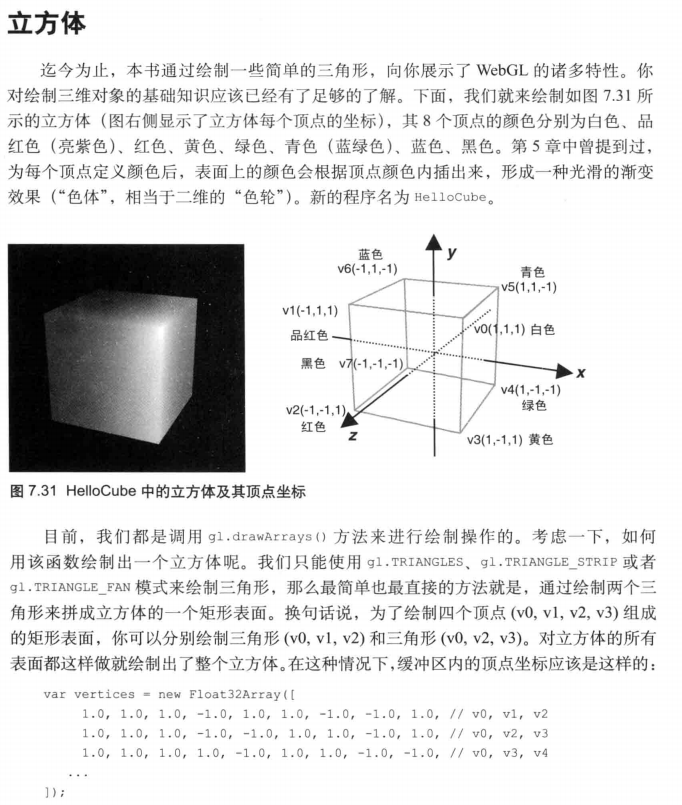 立方体
迄今为止，本书通过绘制一些简单的三角形，向你展示了 WebGL 的诸多特性。你
对绘制三维对象的基础知识应该已经有了足够的了解。下面，我们就来绘制如图 7.31 所
示的立方体（图右侧显示了立方体每个顶点的坐标），其 8 个顶点的颜色分别为白色、品
红色（亮紫色）、红色、黄色、绿色、青色（蓝绿色）、蓝色、黑色。第 5 章中曾提到过，
为每个顶点定义颜色后，表面上的颜色会根据顶点颜色内插出来，形成一种光滑的渐变
效果（“色体”，相当于二维的“色轮”）。新的程序名为 HelloCube。
y
蓝色
v6(-1,1,-1)
青色
v5(1,1,-1)
v1(-1,1,1)
品红色
v0(1,1,1) 白色
黑色 v7(-1,-1,-1)
x
v4(1,-1,-1)
绿色
v2(-1,-1,1)
红色
z
v3(1,-1,1) 黄色
图 7.31 HelloCube 中的立方体及其顶点坐标
目前，我们都是调用 gl.drawArrays() 方法来进行绘制操作的。考虑一下，如何
用该函数绘制出一个立方体呢。我们只能使用 gl.TRIANGLES、gl.TRIANGLE_STRIP 或者
gl.TRIANGLE_FAN 模式来绘制三角形，那么最简单也最直接的方法就是，通过绘制两个三
角形来拼成立方体的一个矩形表面。换句话说，为了绘制四个顶点 (v0, v1, v2, v3) 组成
的矩形表面，你可以分别绘制三角形 (v0, v1, v2) 和三角形 (v0, v2, v3)。对立方体的所有
表面都这样做就绘制出了整个立方体。在这种情况下，缓冲区内的顶点坐标应该是这样的：
var vertices = new Float32Array([
1.0, 1.0, 1.0, -1.0, 1.0, 1.0, -1.0, -1.0, 1.0, // v0, v1, v2
1.0, 1.0, 1.0, -1.0, -1.0, 1.0, 1.0, -1.0, 1.0, // v0, v2, v3
1.0, 1.0, 1.0, 1.0, -1.0, 1.0, 1.0, -1.0, -1.0, // v0, v3, v4
...
]);